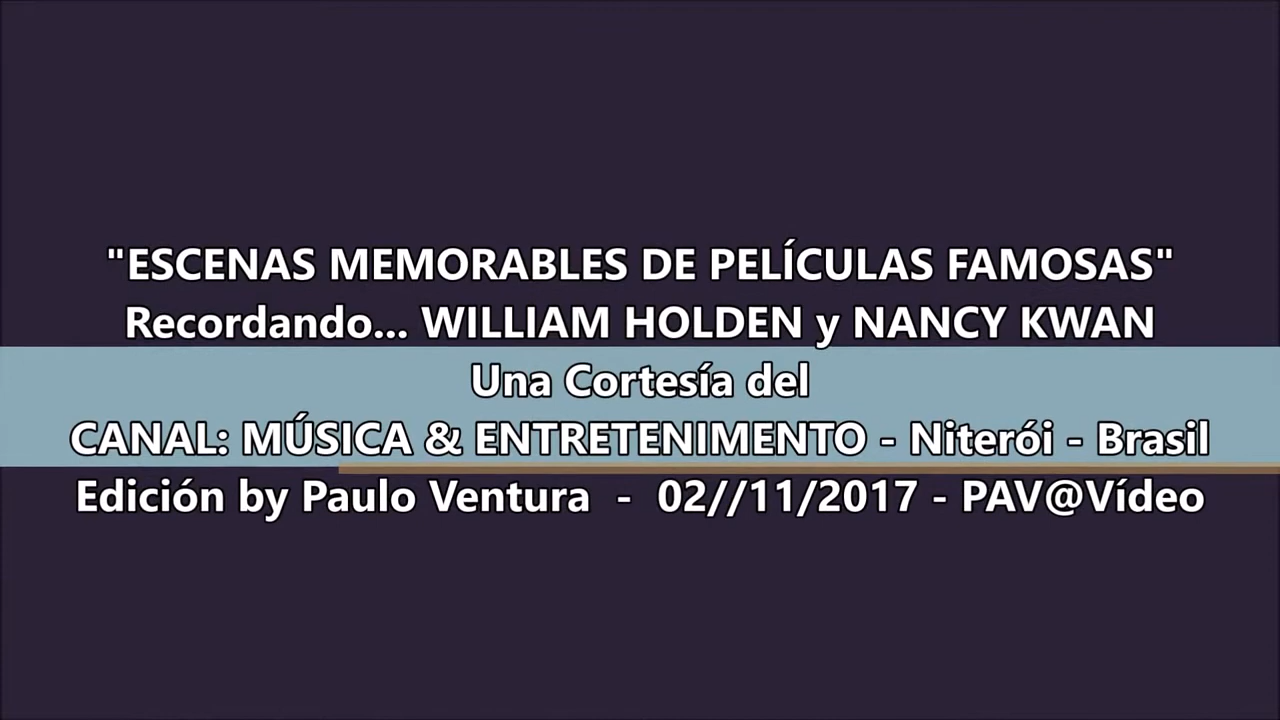 "ESCENAS MEMORABLES DE PELÍCULAS FAMOSAS"
Recordando... WILLIAM HOLDEN y NANCY KWAN
Una Cortesía del
CANAL: MÚSICA & ENTRETENIMENTO - Niterói - Brasil
Edición by Paulo Ventura  -  02//11/2017 - PAV@Vídeo